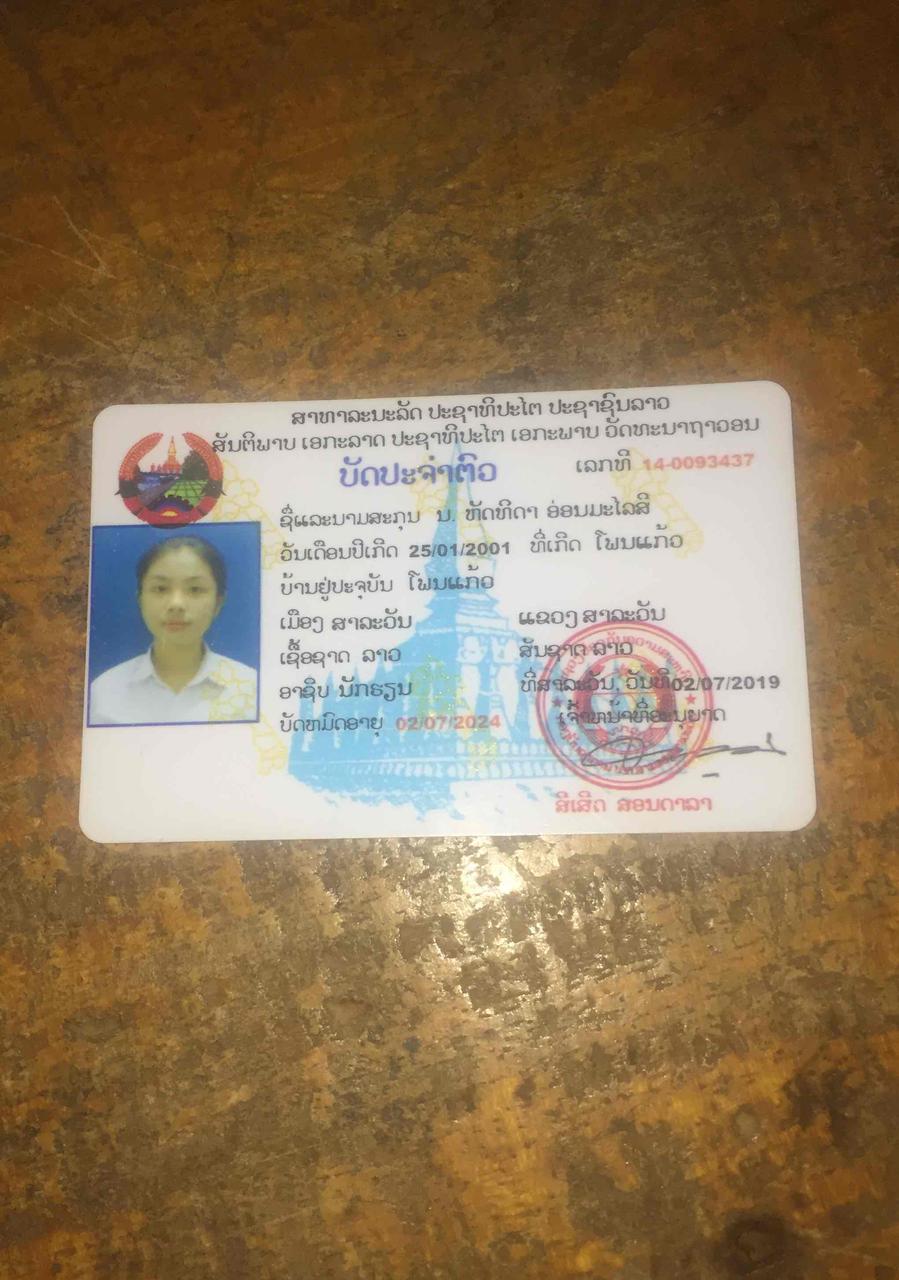 ສາທາລະນະລັດ ປະຊາທິປະໄຕ ປະຊາຊົນລາວ
ສັນຕິພາບ ເອກະລາດ ປະຊາທິປະໄຕ ເອກະພາບ ວັດທະນາຖາວອນ
ບັດປະຈຳຕົວ ເລກທີ 14-0093437
ຊື່ແລະນາມສະກຸນ ນ. ຫັດທິດາ ອ່ອນມະໄລສີ
ວັນເດືອນປີເກີດ 25/01/2001 ທີ່ເກີດ ໂພນແກ້ວ
ບ້ານຢູ່ປະຈຸບັນ ໂພນແກ້ວ
ເມືອງ ສາລະວັນ ແຂວງ ສາລະວັນ
ເຊື້ອຊາດ ລາວ ສັນຊາດ ລາວ
ອາຊິບ ນັກຮຽນ ທີ່ສາລະວັນ, ວັນທີ 02/07/2019
ບັດຫມົດອາຍຸ 02/07/2024 ເຈົ້າຫນ້າທີ່ອະນຸຍາດ
ສີເສີດ ສອນດາລາ